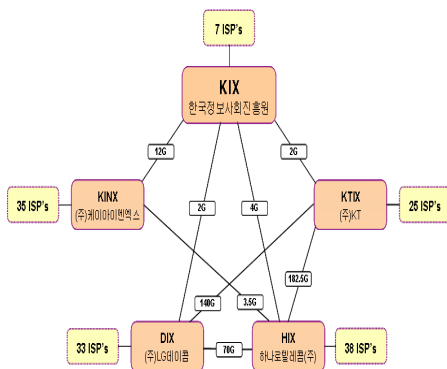 7 ISP's
KIX
한국정보사회진흥원
12G
2G
35 ISP's
KINX
(주)케이아이엔엑스
2G
4G
KTIX
(주)KT
25 ISP's
182.5G
140G
3.5G
33 ISP's
DIX
(주)LG데이콤
70G
HIX
하나로텔레콤(주)
38 ISP's